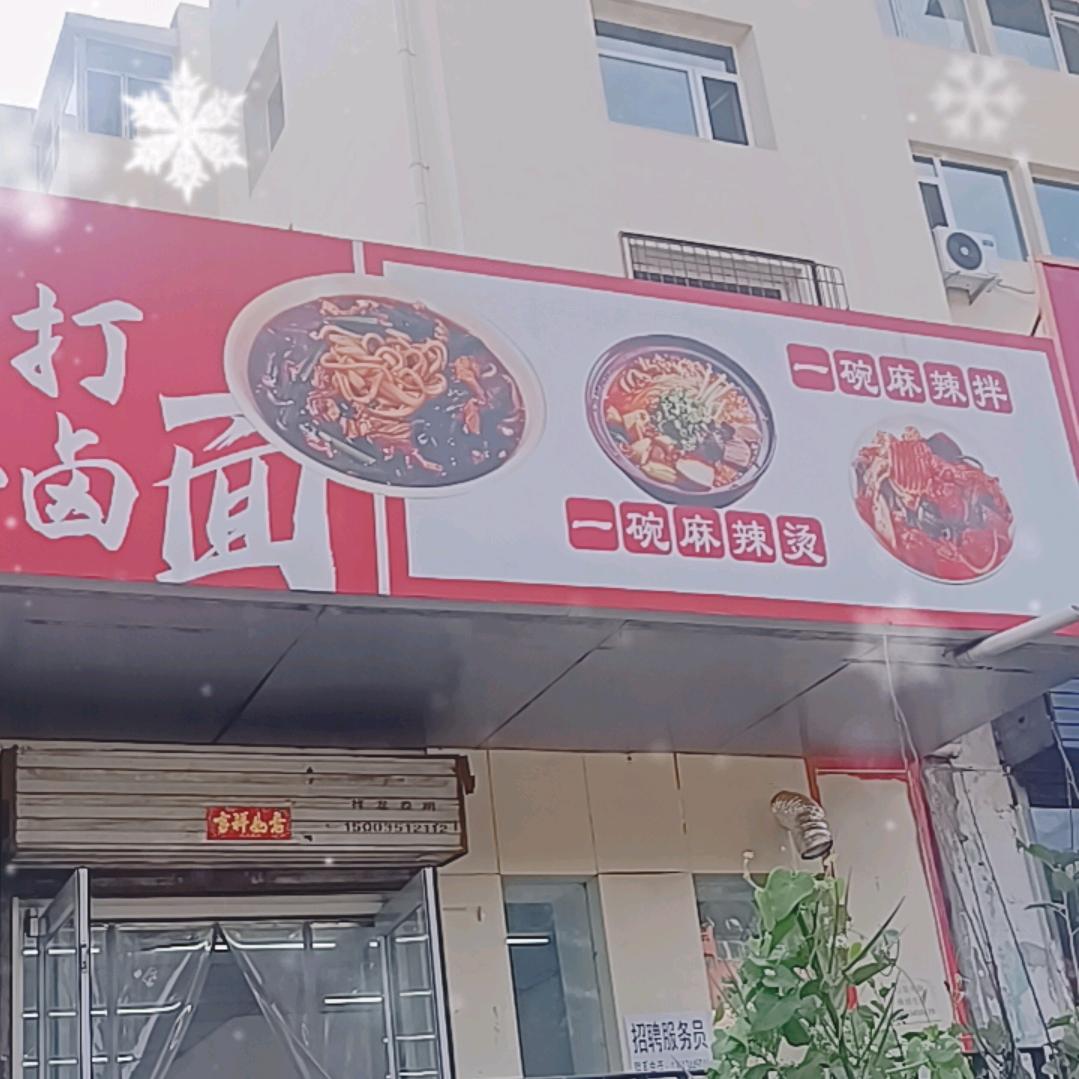 打
卤面
一碗麻辣拌
一碗麻辣烫
吉祥如意
15003512112
招聘服务员